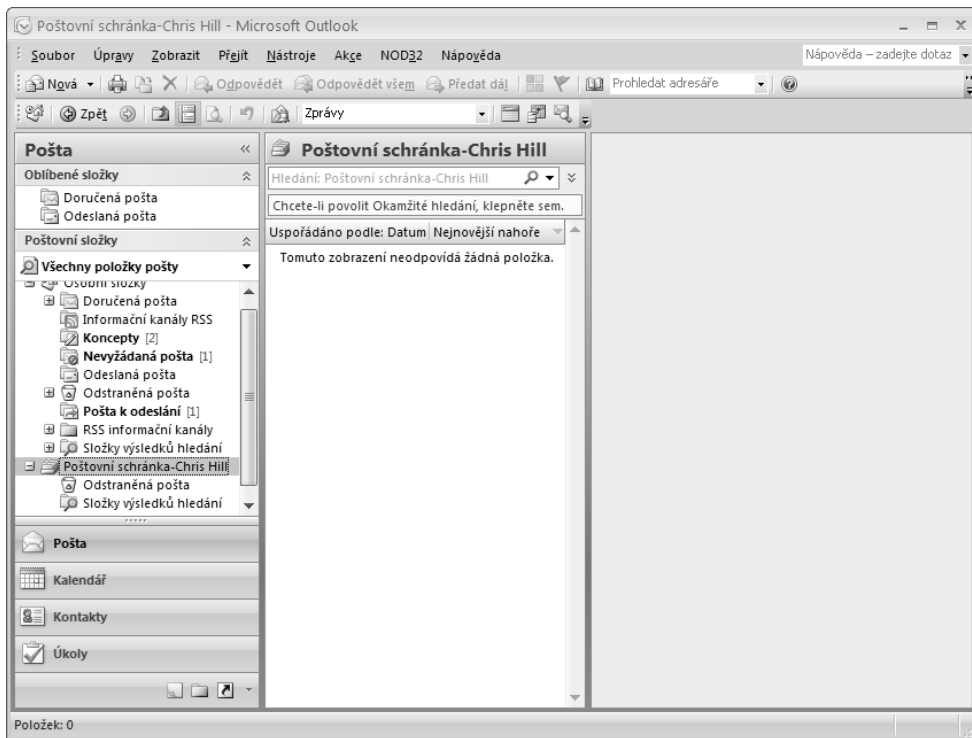 Poštovní schránka-Chris Hill - Microsoft Outlook
Soubor Úpravy Zobrazit Přejít Nástroje Akce NOD32 Nápověda Nápověda – zadejte dotaz
Nová Odpovědět Odpovědět všem Předat dál Prohledat adresáře
Zpět Zprávy
Pošta
Oblíbené složky
Doručená pošta
Odeslaná pošta
Poštovní složky
Všechny položky pošty
Osobní složky
Doručená pošta
Informační kanály RSS
Koncepty [2]
Nevyžádaná pošta [1]
Odeslaná pošta
Odstraněná pošta
Pošta k odeslání [1]
RSS informační kanály
Složky výsledků hledání
Poštovní schránka-Chris Hill
Odstraněná pošta
Složky výsledků hledání
Pošta
Kalendář
Kontakty
Úkoly
Poštovní schránka-Chris Hill
Hledání: Poštovní schránka-Chris Hill
Chcete-li povolit Okamžité hledání, klepněte sem.
Uspořádáno podle: Datum Nejnovější nahoře
Tomuto zobrazení neodpovídá žádná položka.
Položek: 0